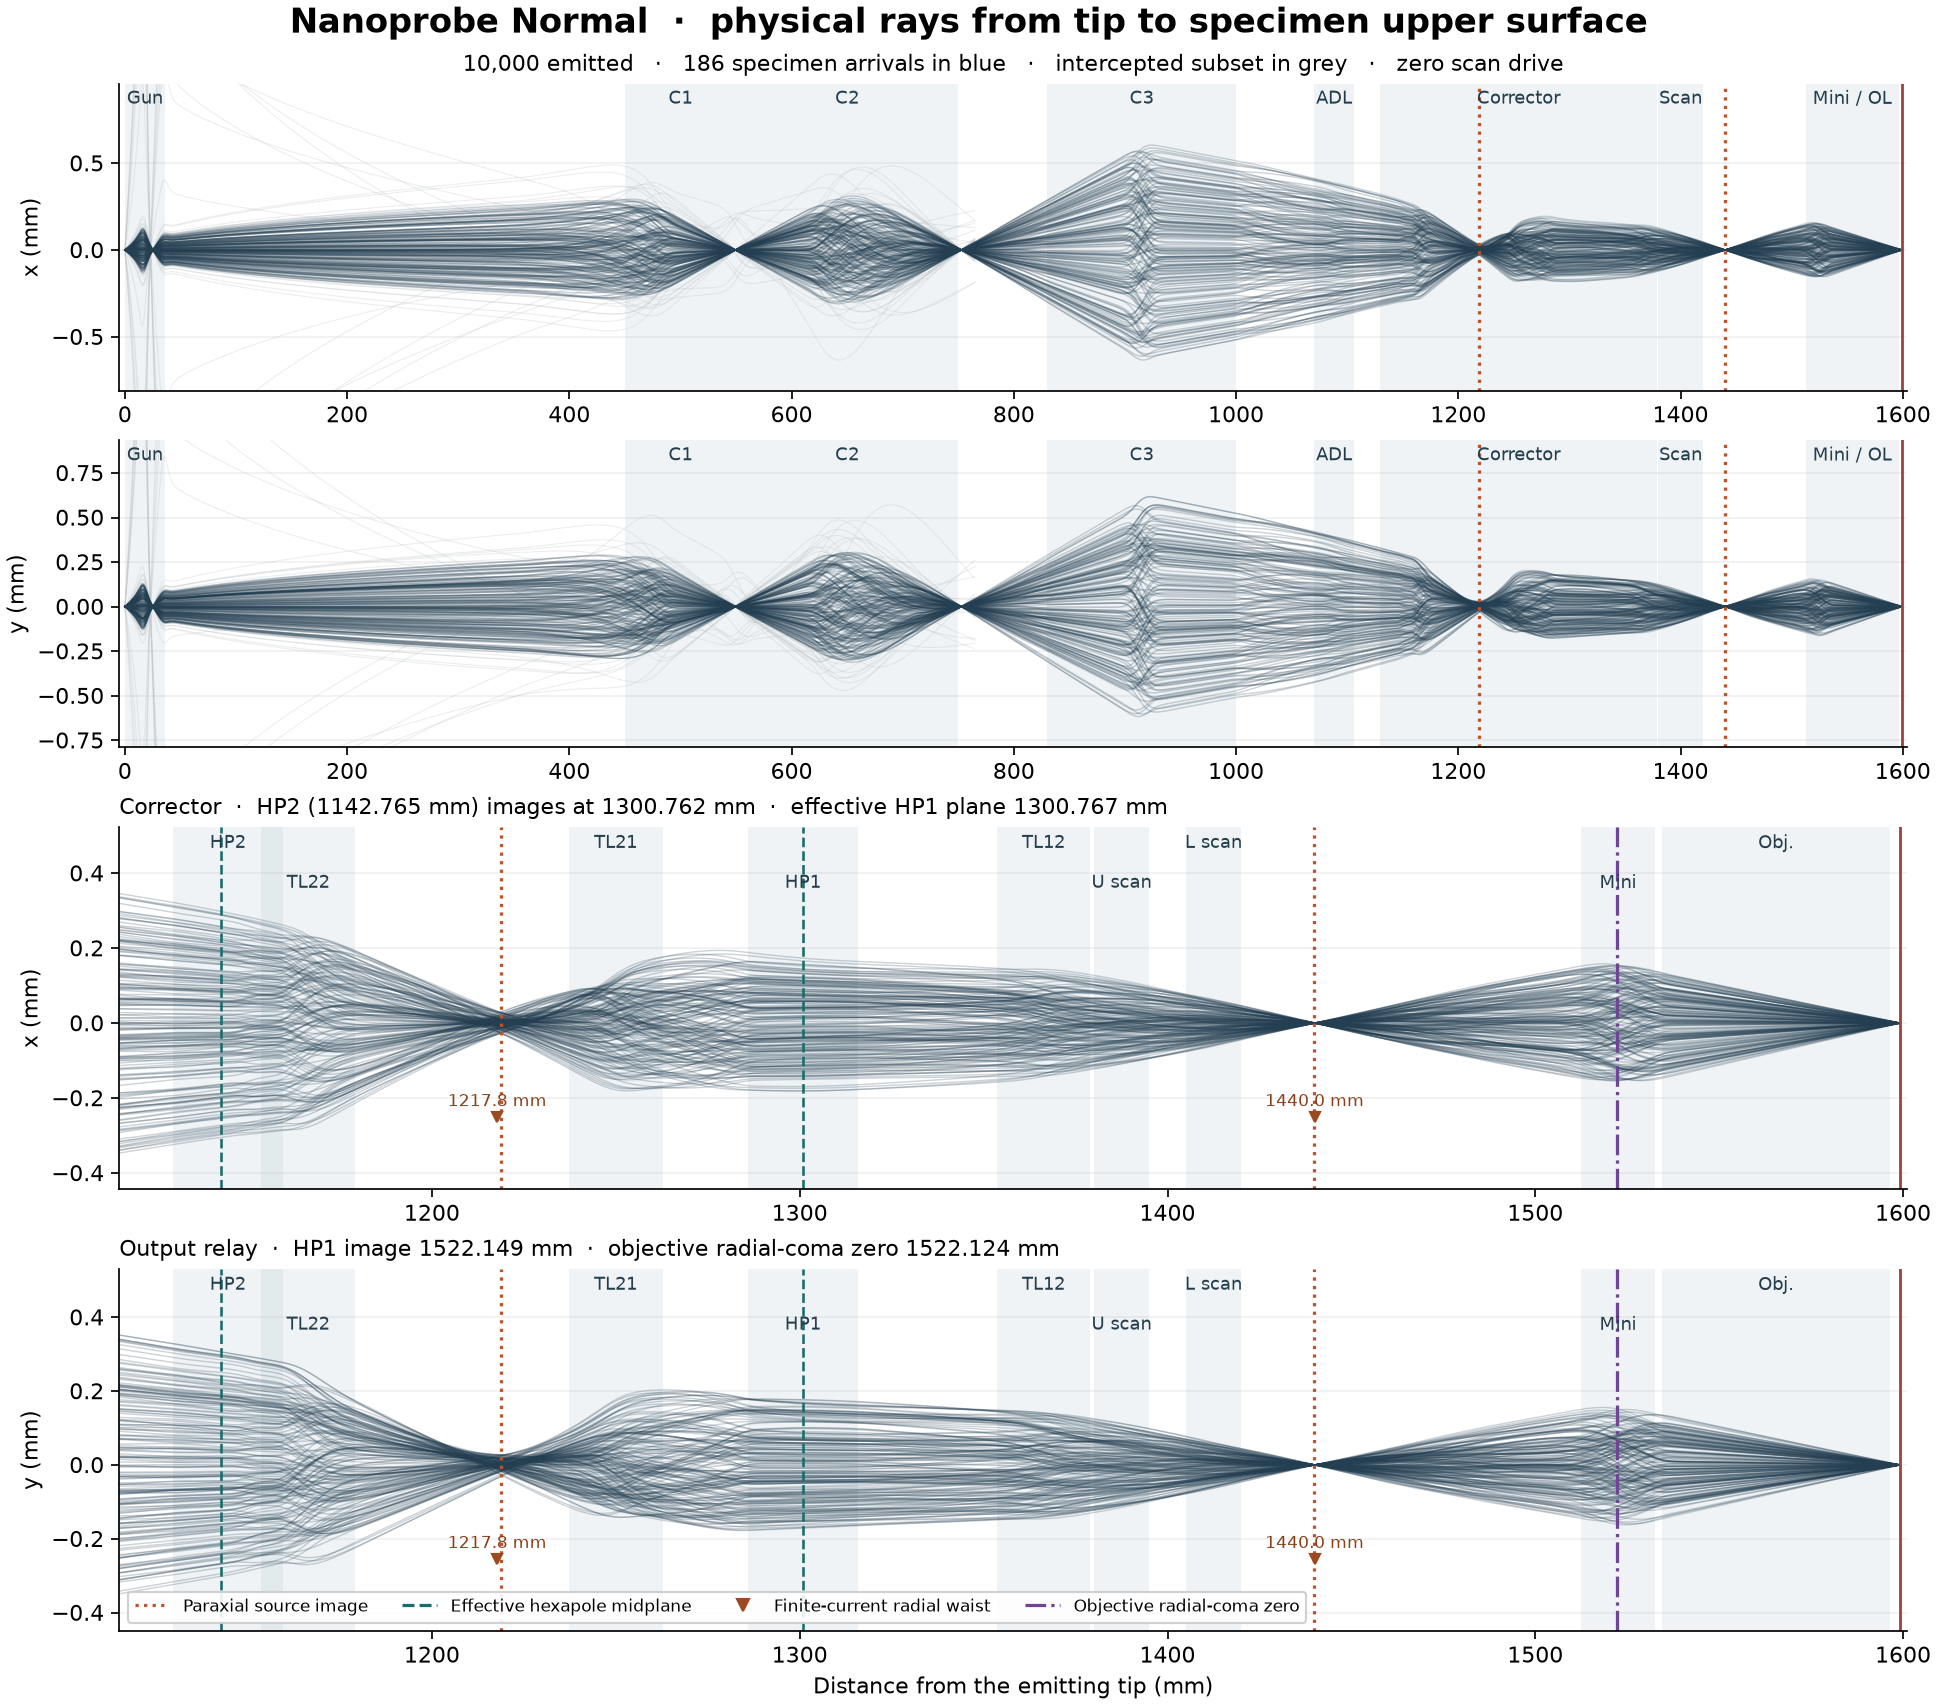 Nanoprobe Normal · physical rays from tip to specimen upper surface
10,000 emitted · 186 specimen arrivals in blue · intercepted subset in grey · zero scan drive
Gun C1 C2 C3 ADL Corrector Scan Mini / OL
0.5
0.0
−0.5
x (mm)
0 200 400 600 800 1000 1200 1400 1600
Gun C1 C2 C3 ADL Corrector Scan Mini / OL
0.75
0.50
0.25
0.00
−0.25
−0.50
−0.75
y (mm)
0 200 400 600 800 1000 1200 1400 1600
Corrector · HP2 (1142.765 mm) images at 1300.762 mm · effective HP1 plane 1300.767 mm
HP2 TL21 TL12 L scan Obj.
TL22 HP1 U scan Mini
0.4
0.2
0.0
−0.2
−0.4
x (mm)
1217.8 mm 1440.0 mm
1200 1300 1400 1500 1600
Output relay · HP1 image 1522.149 mm · objective radial-coma zero 1522.124 mm
HP2 TL21 TL12 L scan Obj.
TL22 HP1 U scan Mini
0.4
0.2
0.0
−0.2
−0.4
y (mm)
1217.8 mm 1440.0 mm
Paraxial source image Effective hexapole midplane Finite-current radial waist Objective radial-coma zero
1200 1300 1400 1500 1600
Distance from the emitting tip (mm)